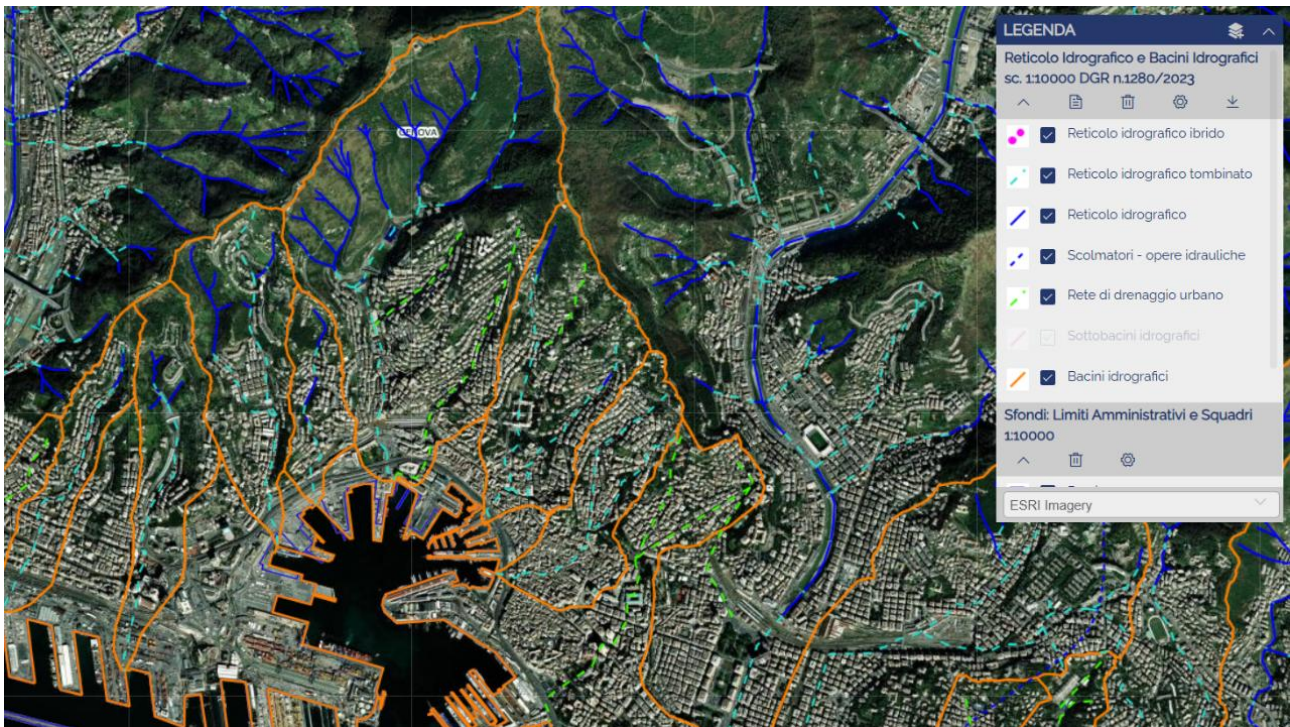 GENOVA
LEGENDA
Reticolo Idrografico e Bacini Idrografici
sc. 1:10000 DGR n.1280/2023
Reticolo idrografico ibrido
Reticolo idrografico tombinato
Reticolo idrografico
Scolmatori - opere idrauliche
Rete di drenaggio urbano
Sottobacini idrografici
Bacini idrografici
Sfondi: Limiti Amministrativi e Squadri
1:10000
ESRI Imagery